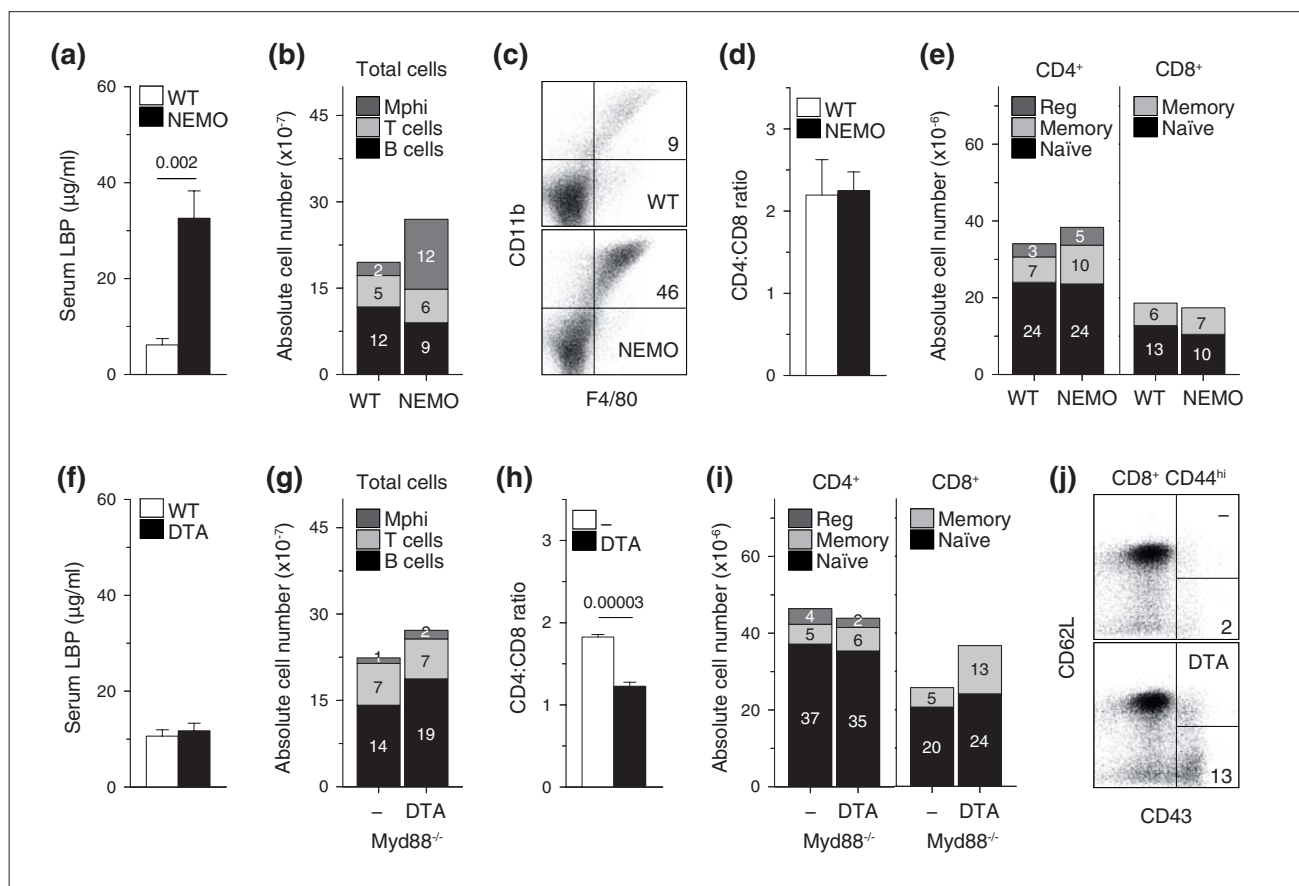 (a)
60
40
20
0
Serum LBP (µg/ml)
WT
NEMO
0.002
(b)
Total cells
45
30
15
0
Absolute cell number (x10-7)
Mphi
T cells
B cells
2
5
12
12
6
9
WT NEMO
(c)
CD11b
9
WT
46
NEMO
F4/80
(d)
3
2
1
0
CD4:CD8 ratio
WT
NEMO
(e)
CD4+
CD8+
60
40
20
0
Absolute cell number (x10-6)
Reg
Memory
Naïve
Memory
Naïve
3
7
24
5
10
24
6
13
7
10
WT NEMO WT NEMO
(f)
60
40
20
0
Serum LBP (µg/ml)
WT
DTA
(g)
Total cells
45
30
15
0
Absolute cell number (x10-7)
Mphi
T cells
B cells
1
7
14
2
7
19
– DTA
Myd88-/-
(h)
3
2
1
0
CD4:CD8 ratio
–
DTA
0.00003
(i)
CD4+
CD8+
60
40
20
0
Absolute cell number (x10-6)
Reg
Memory
Naïve
Memory
Naïve
4
5
37
2
6
35
5
20
13
24
– DTA – DTA
Myd88-/- Myd88-/-
(j)
CD8+ CD44hi
–
2
DTA
13
CD62L
CD43